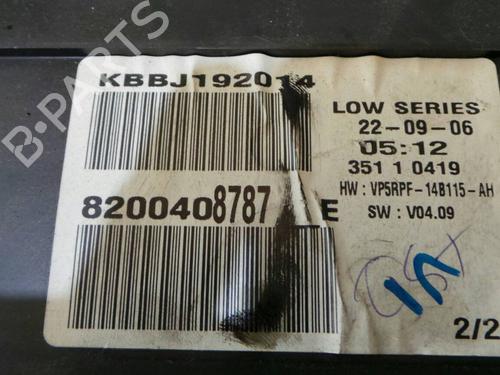 KBBJ192014
LOW SERIES
22-09-06
05:12
351 1 0419
HW : VP5RPF-14B115-AH
SW : V04.09
8200408787__E
2/2
B-PARTS